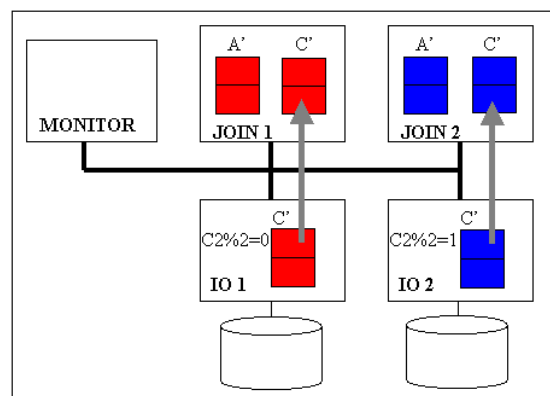 A’ C’ A’ C’
MONITOR JOIN 1 JOIN 2
C’ C’
C2%2=0 C2%2=1
IO 1 IO 2